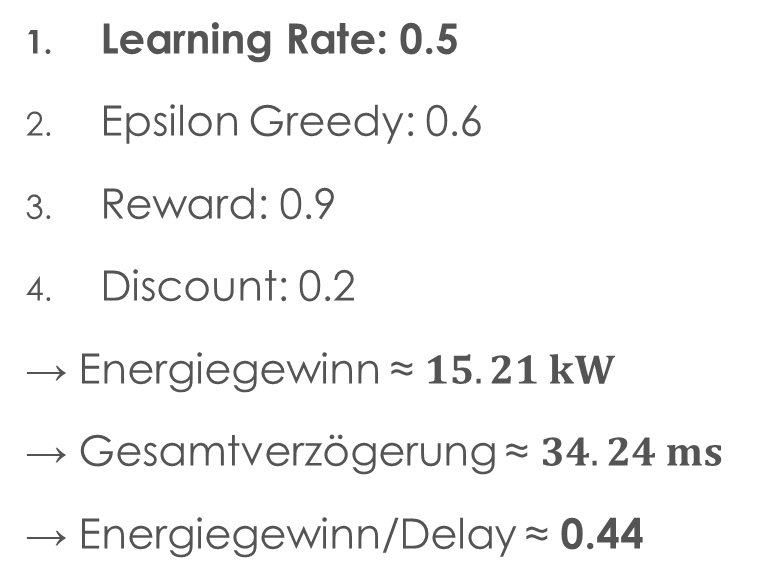 1. Learning Rate: 0.5
2. Epsilon Greedy: 0.6
3. Reward: 0.9
4. Discount: 0.2
→ Energiegewinn ≈ 15.21 kW
→ Gesamtverzögerung ≈ 34.24 ms
→ Energiegewinn/Delay ≈ 0.44